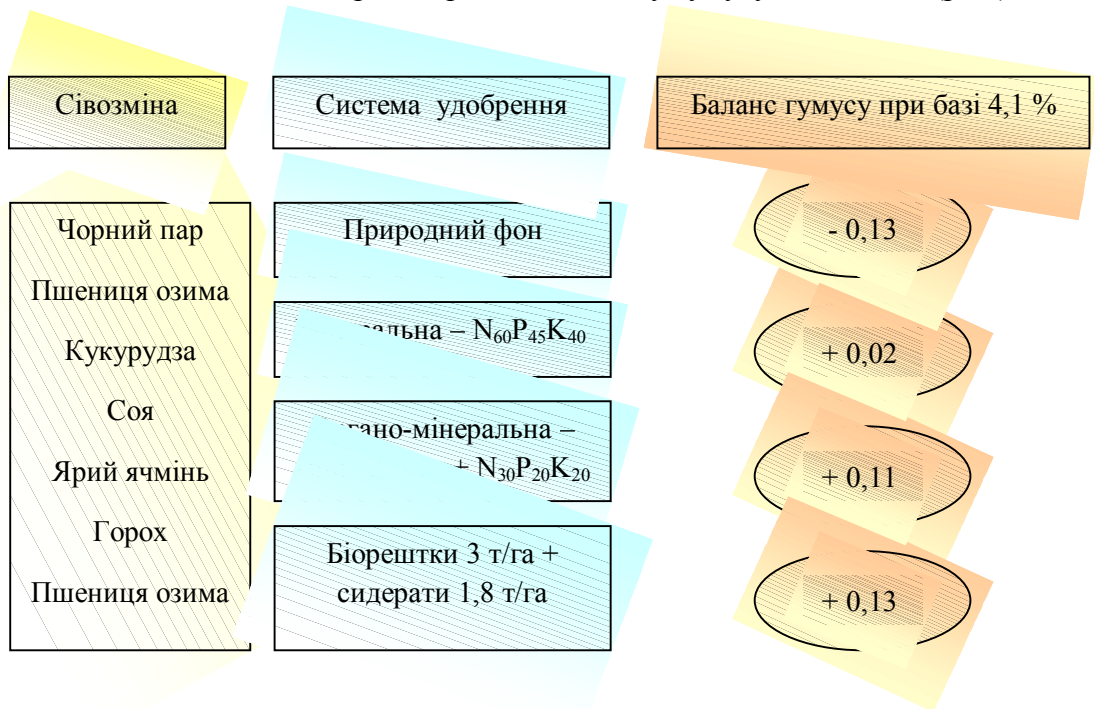 Сівозміна
Система удобрення
Баланс гумусу при базі 4,1 %
Чорний пар
Пшениця озима
Кукурудза
Соя
Ярий ячмінь
Горох
Пшениця озима
Природний фон
– N₆₀P₄₅K₄₀
-мінеральна –
+ N₃₀P₂₀K₂₀
Біорештки 3 т/га +
сидерати 1,8 т/га
- 0,13
+ 0,02
+ 0,11
+ 0,13